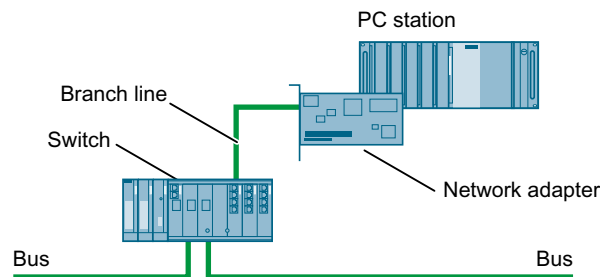 PC station
Branch line
Switch
Network adapter
Bus
Bus